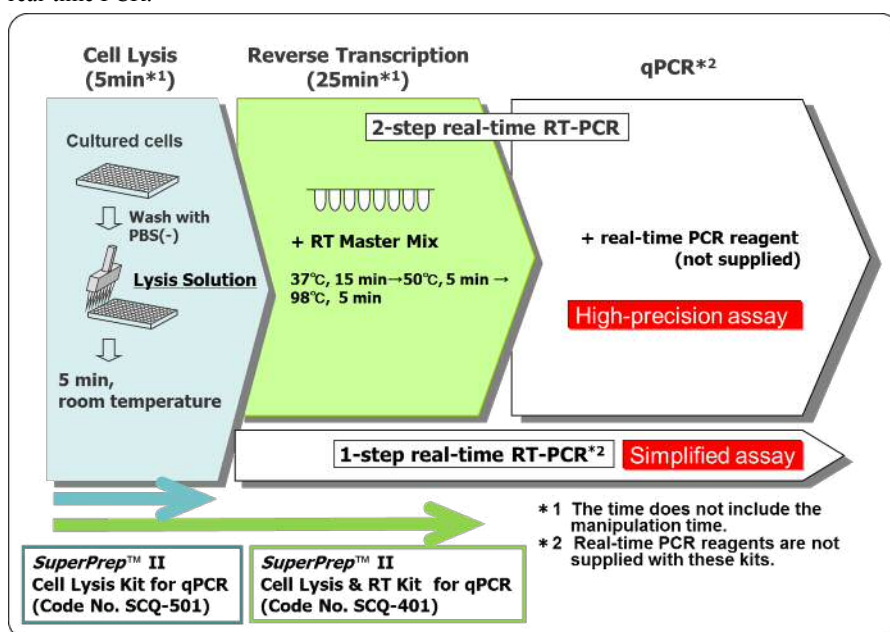 Cell Lysis
(5min*1)
Reverse Transcription
(25min*1)
qPCR*2
2-step real-time RT-PCR
Cultured cells
Wash with
PBS(-)
Lysis Solution
5 min,
room temperature
+ RT Master Mix
37℃, 15 min→50℃, 5 min →
98℃, 5 min
+ real-time PCR reagent
(not supplied)
High-precision assay
1-step real-time RT-PCR*2
Simplified assay
*1 The time does not include the
manipulation time.
*2 Real-time PCR reagents are not
supplied with these kits.
SuperPrep™ II
Cell Lysis Kit for qPCR
(Code No. SCQ-501)
SuperPrep™ II
Cell Lysis & RT Kit for qPCR
(Code No. SCQ-401)